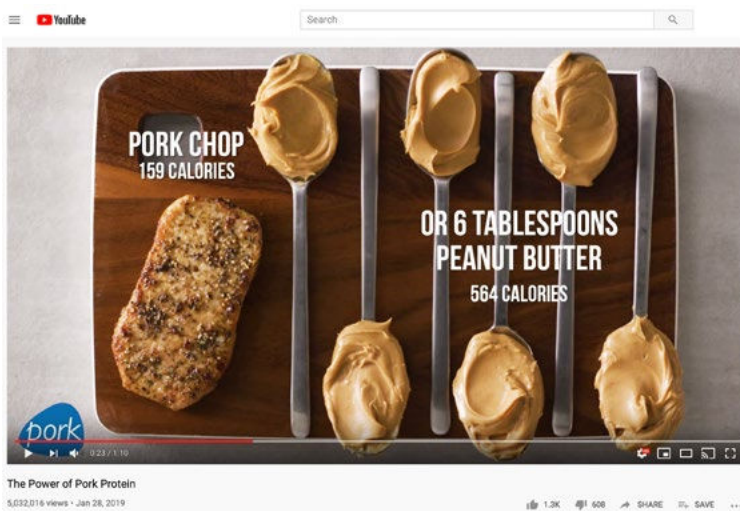 YouTube
Search
PORK CHOP
159 CALORIES
OR 6 TABLESPOONS
PEANUT BUTTER
564 CALORIES
pork
0:23 / 1:10
The Power of Pork Protein
5,032,016 views • Jan 28, 2019
1.3K 608 SHARE SAVE